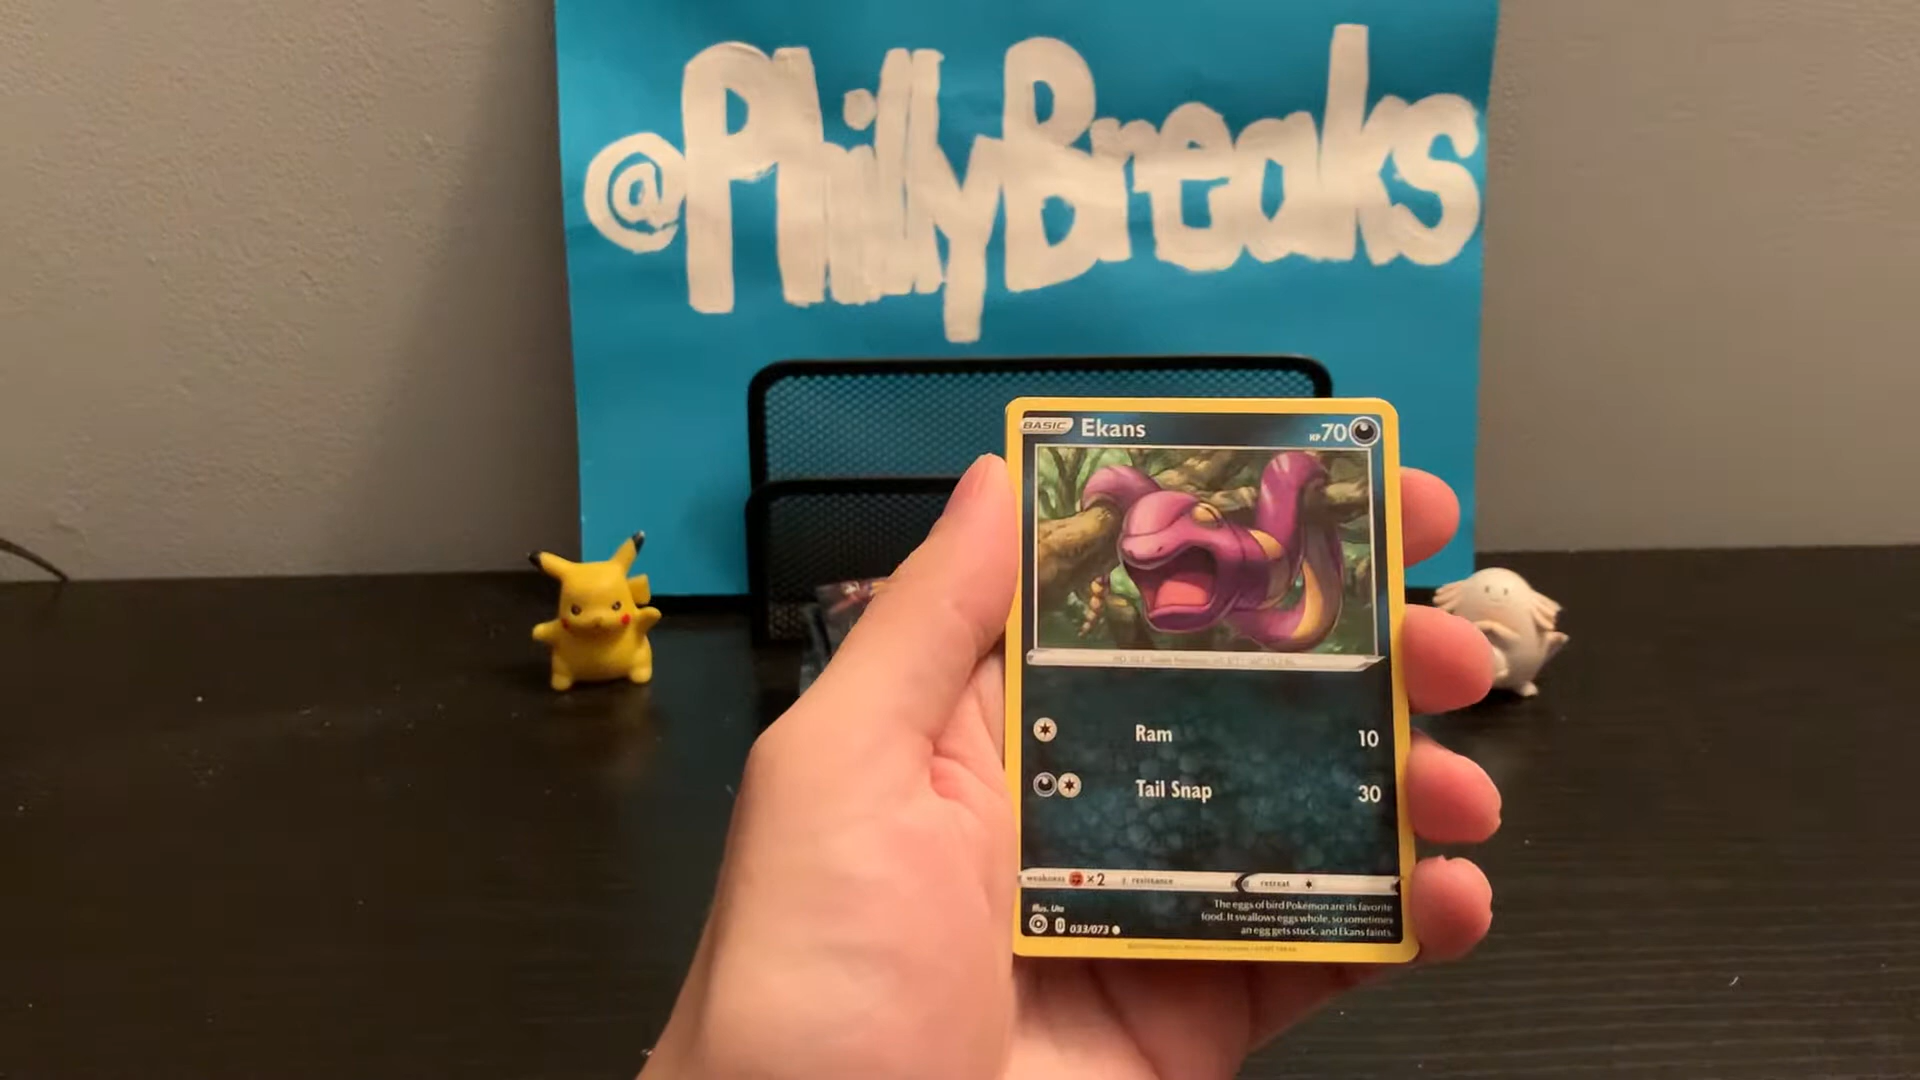 @PhillyBreaks
BASIC Ekans HP 70
Ram 10
Tail Snap 30
weakness ×2 resistance retreat
Illus. Uta
The eggs of bird Pokémon are its favorite
food. It swallows eggs whole, so sometimes
an egg gets stuck, and Ekans faints.
D 033/073